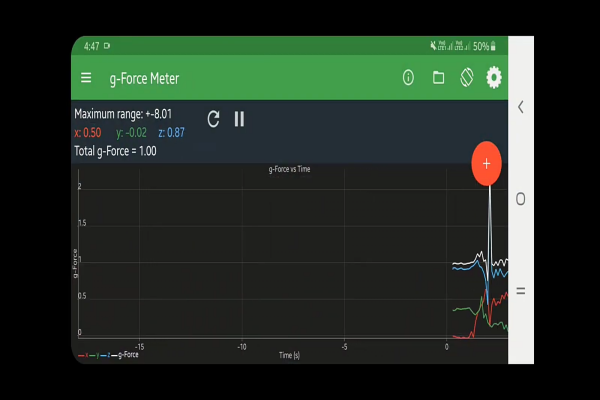 4:47
50%
g-Force Meter
Maximum range: +-8.01
x: 0.50 y: -0.02 z: 0.87
Total g-Force = 1.00
g-Force vs Time
2
1.5
1
0.5
0
g-Force
-15 -10 -5 0
Time (s)
x y z g-Force